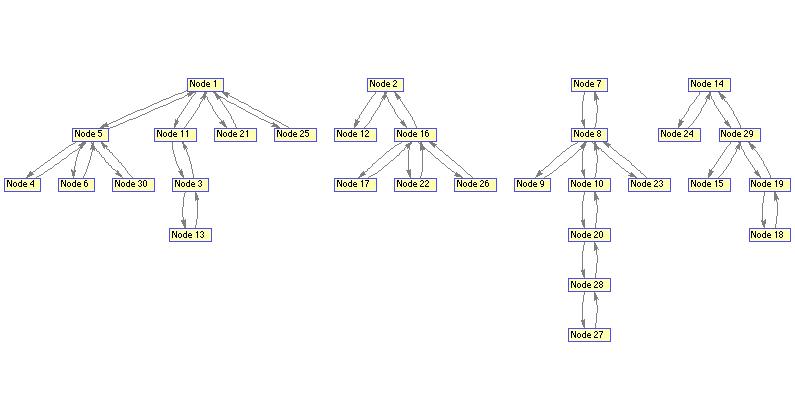 Node 1
Node 2
Node 7
Node 14
Node 5
Node 11
Node 21
Node 25
Node 12
Node 16
Node 8
Node 24
Node 29
Node 4
Node 6
Node 30
Node 3
Node 17
Node 22
Node 26
Node 9
Node 10
Node 23
Node 15
Node 19
Node 13
Node 20
Node 18
Node 28
Node 27